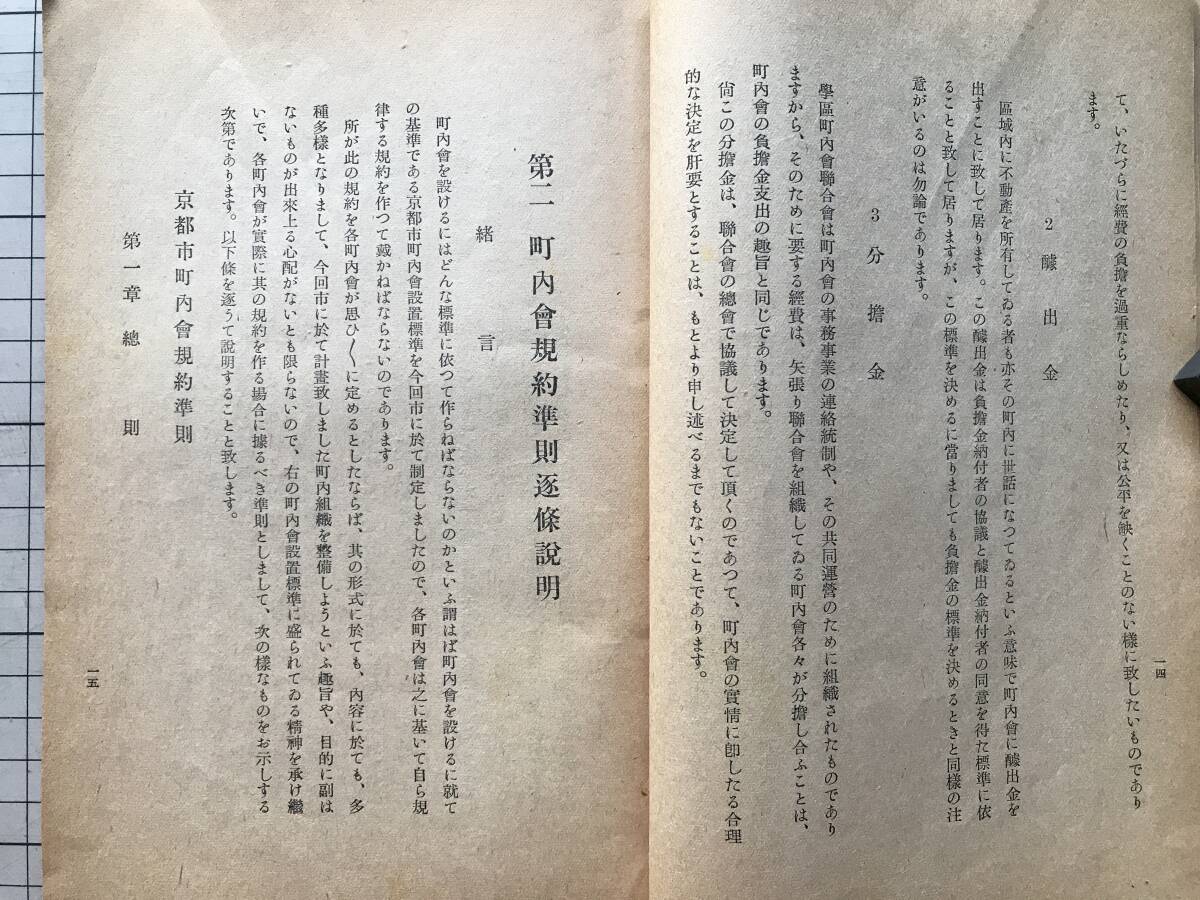 て、いたづらに經費の負擔を過重ならしめたり、又は公平を缺くことのない樣に致したいものであり
ます。
2 醵出金
區域內に不動產を所有してゐる者も亦その町內に世話になつてゐるといふ意味で町內會に醵出金を
出すことに致して居ります。この醵出金は負擔金納付者の協議と醵出金納付者の同意を得た標準に依
ることと致して居りますが、この標準を決めるに當りましても負擔金の標準を決めるときと同樣の注
意がいるのは勿論であります。
3 分擔金
學區町內會聯合會は町內會の事務事業の連絡統制や、その共同運營のために組織されたものであり
ますから、そのために要する經費は、矢張り聯合會を組織してゐる町內會各々が分擔し合ふことは、
町內會の負擔金支出の趣旨と同じであります。
尙この分擔金は、聯合會の總會で協議して決定して頂くのであつて、町內會の實情に卽したる合理
的な決定を肝要とすることは、もとより申し述べるまでもないことであります。
一四
第二 町內會規約準則逐條說明
緖言
町內會を設けるにはどんな標準に依つて作らねばならないのかといふ謂はば町內會を設けるに就て
の基準である京都市町內會設置標準を今回市に於て制定しましたので、各町內會は之に基いて自ら規
律する規約を作つて戴かねばならないのであります。
所が此の規約を各町內會が思ひ〱に定めるとしたならば、其の形式に於ても、內容に於ても、多
種多樣となりまして、今回市に於て計畫致しました町內組織を整備しようといふ趣旨や、目的に副は
ないものが出來上る心配がないとも限らないので、右の町內會設置標準に盛られてゐる精神を承け繼
いで、各町內會が實際に其の規約を作る場合に據るべき準則としまして、次の樣なものをお示しする
次第であります。以下條を逐うて說明することと致します。
京都市町內會規約準則
第一章 總則
一五